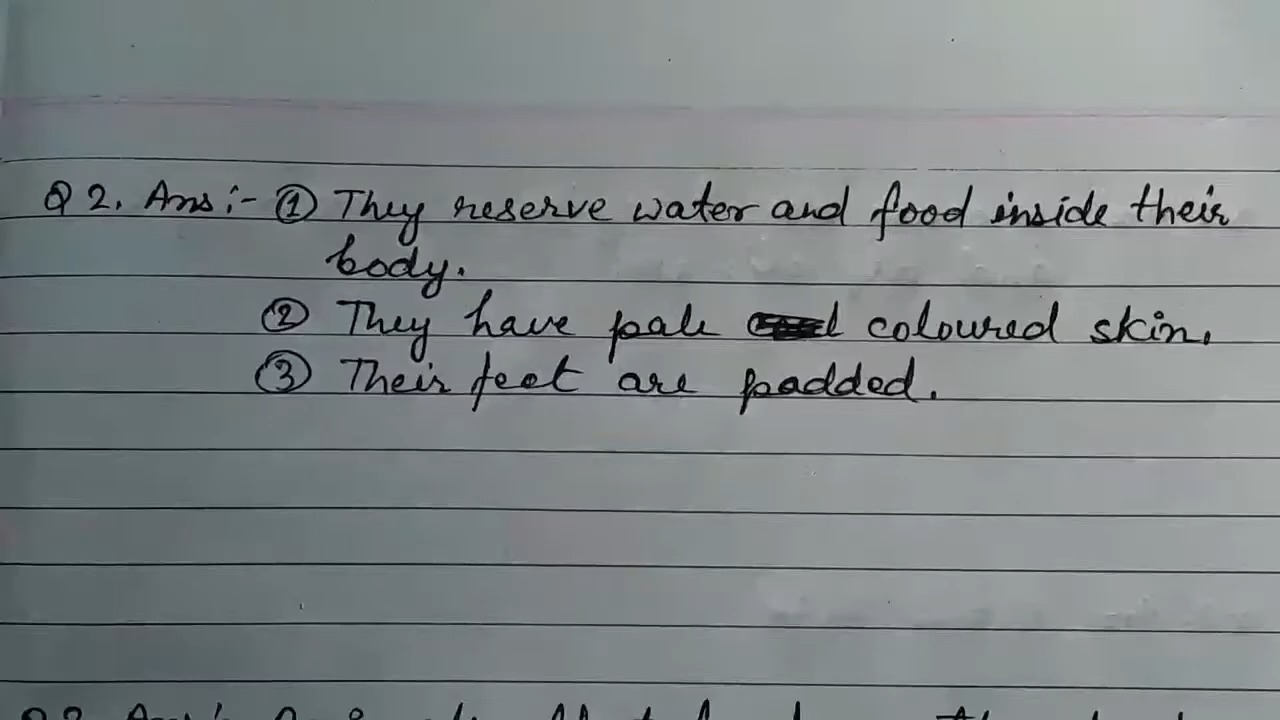 Q 2. Ans :- ① They reserve water and food inside their
body.
② They have pale coloured skin.
③ Their feet are padded.